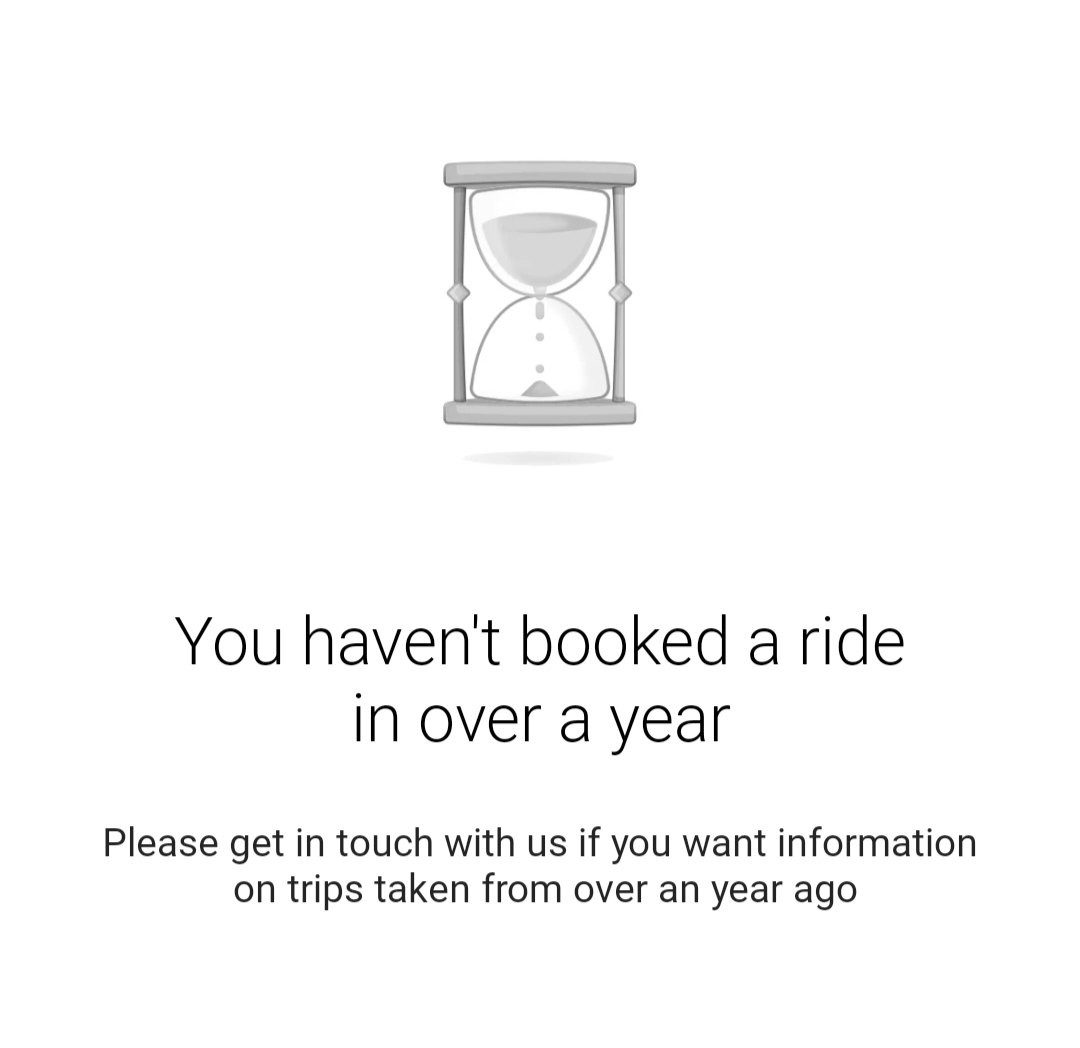 You haven't booked a ride
in over a year
Please get in touch with us if you want information
on trips taken from over an year ago